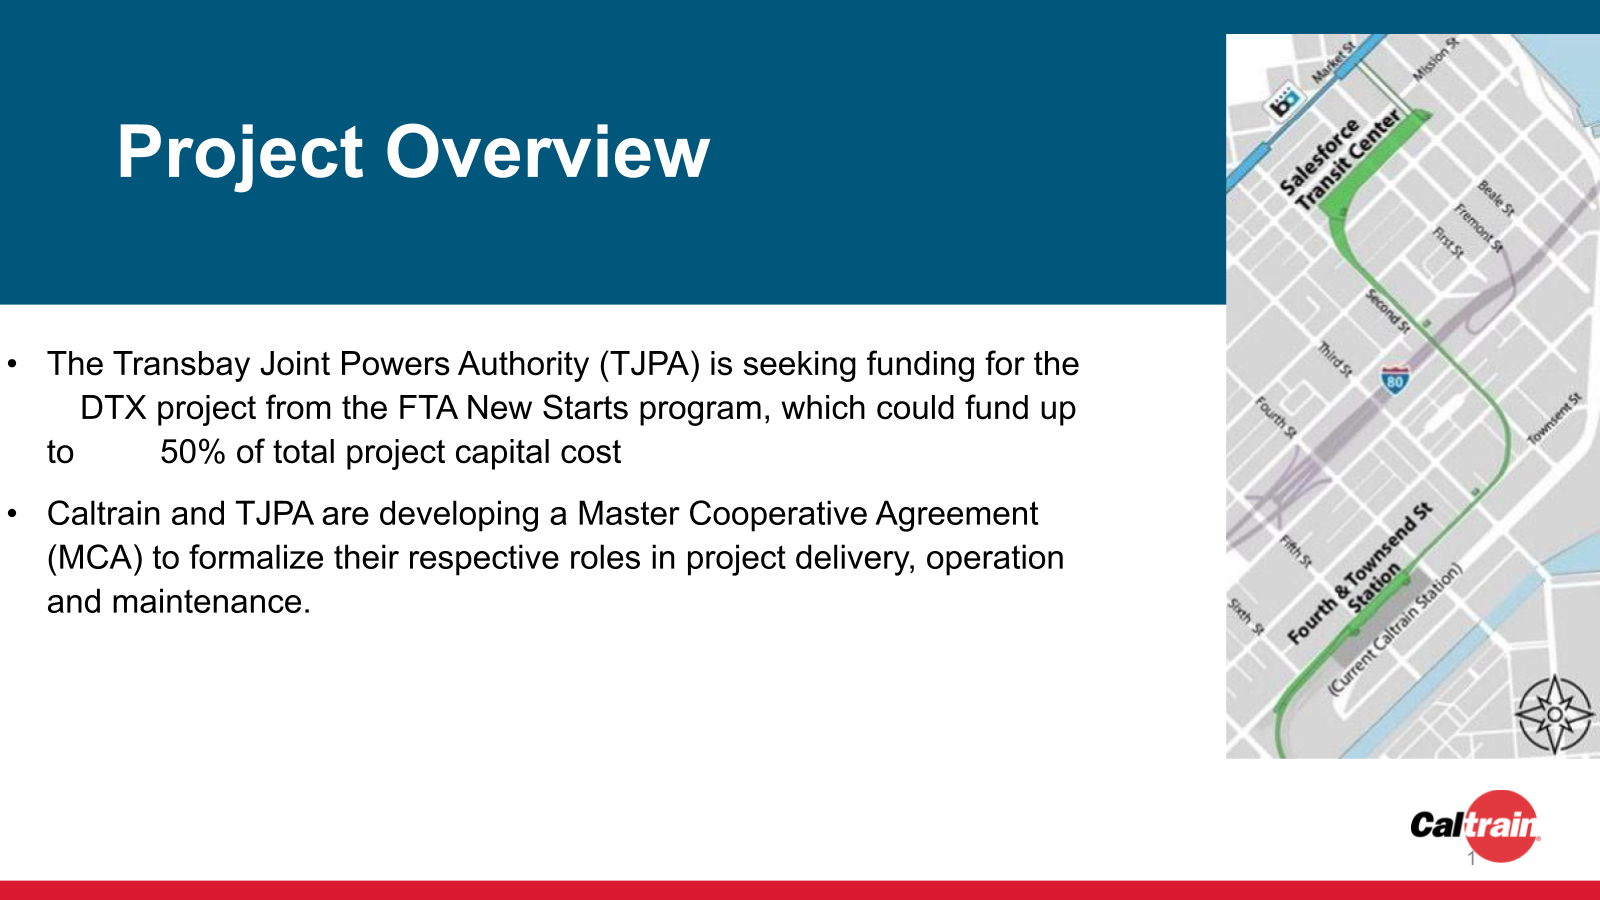 Project Overview
• The Transbay Joint Powers Authority (TJPA) is seeking funding for the
DTX project from the FTA New Starts program, which could fund up
to 50% of total project capital cost
• Caltrain and TJPA are developing a Master Cooperative Agreement
(MCA) to formalize their respective roles in project delivery, operation
and maintenance.
Market St
Mission St
ba
Salesforce
Transit Center
Beale St
Fremont St
First St
Second St
Third St
80
Fourth St
Townsent St
Fifth St
Fourth & Townsend St
Station
(Current Caltrain Station)
Sixth St
Caltrain
1